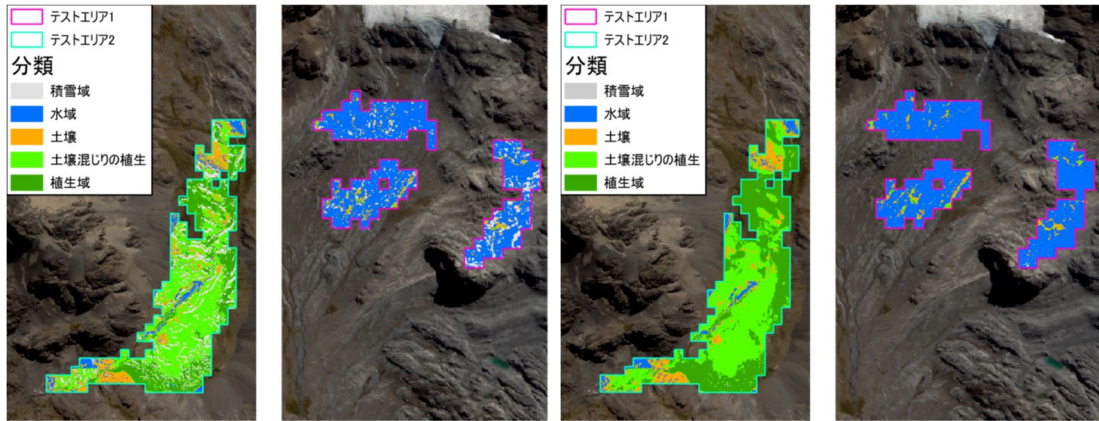 テストエリア1
テストエリア2
分類
積雪域
水域
土壌
土壌混じりの植生
植生域
テストエリア1
テストエリア2
分類
積雪域
水域
土壌
土壌混じりの植生
植生域